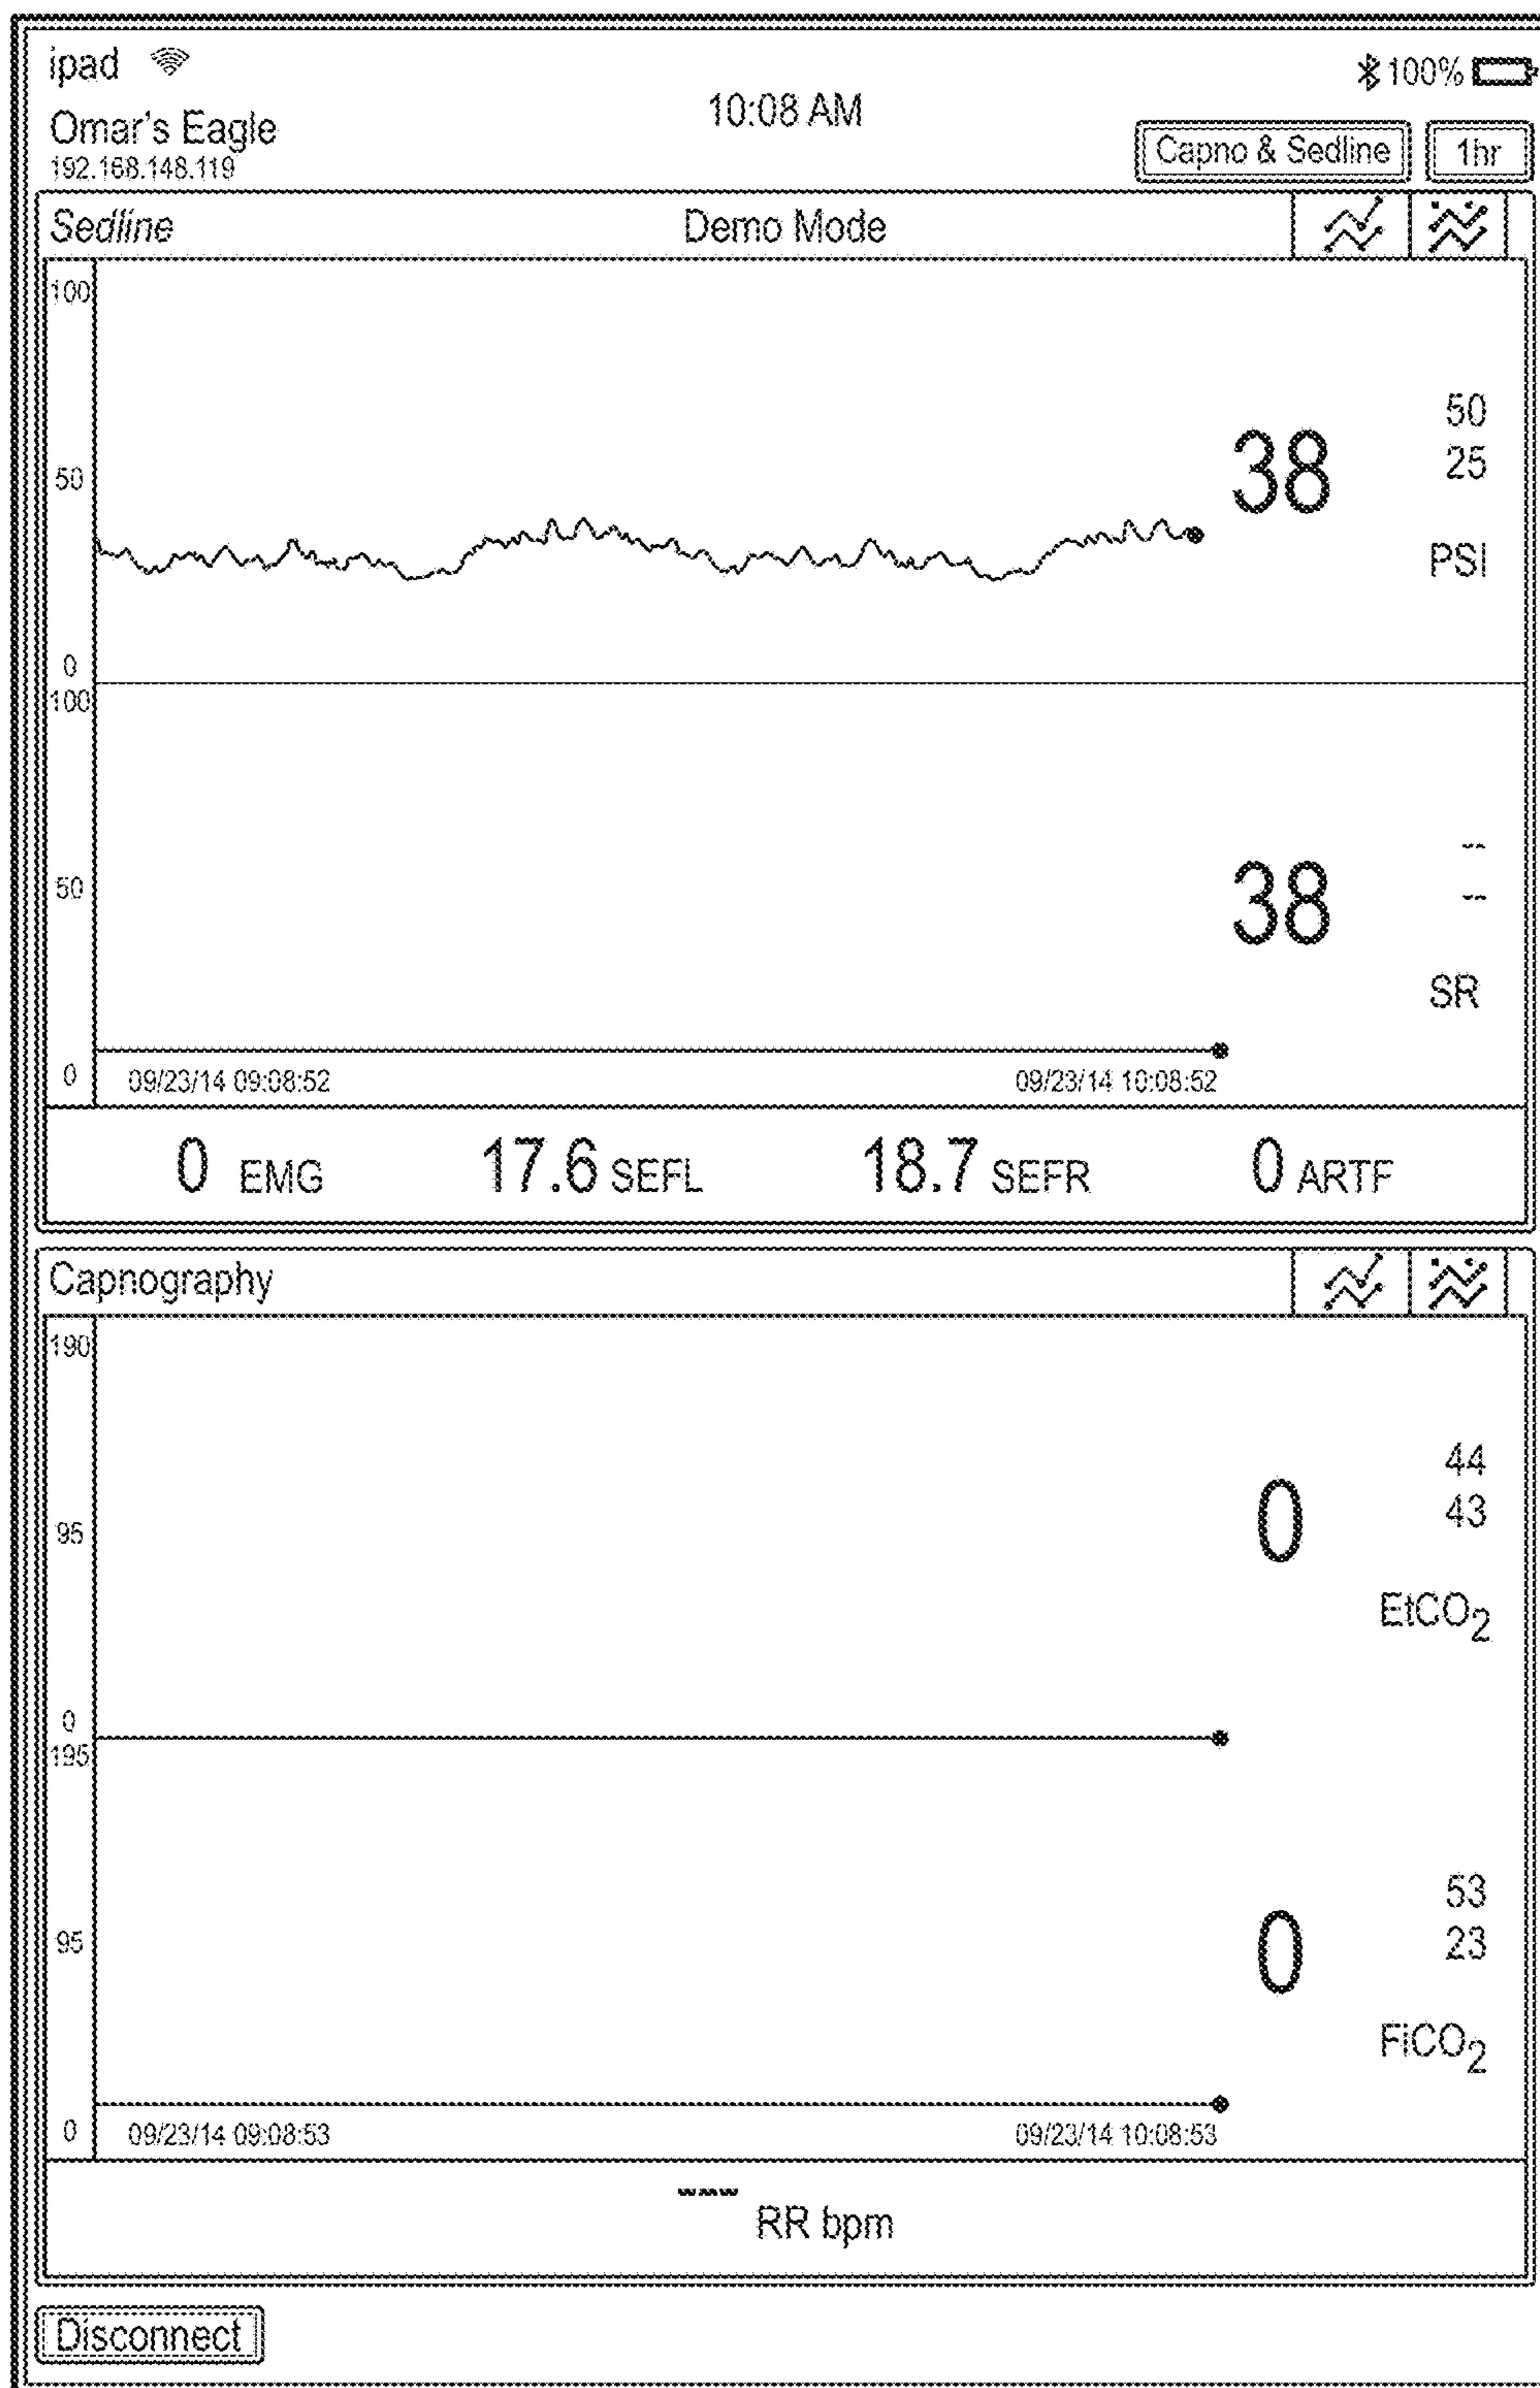 ipad
100%
10:08 AM
Omar's Eagle
192.168.148.119
Capno & Sedline
1hr
Sedline
Demo Mode
100
50
0
38
50
25
PSI
100
50
0
38
--
--
SR
09/23/14 09:08:52
09/23/14 10:08:52
0 EMG
17.6 SEFL
18.7 SEFR
0 ARTF
Capnography
190
95
0
0
44
43
EtCO2
195
95
0
0
53
23
FiCO2
09/23/14 09:08:53
09/23/14 10:08:53
--- RR bpm
Disconnect